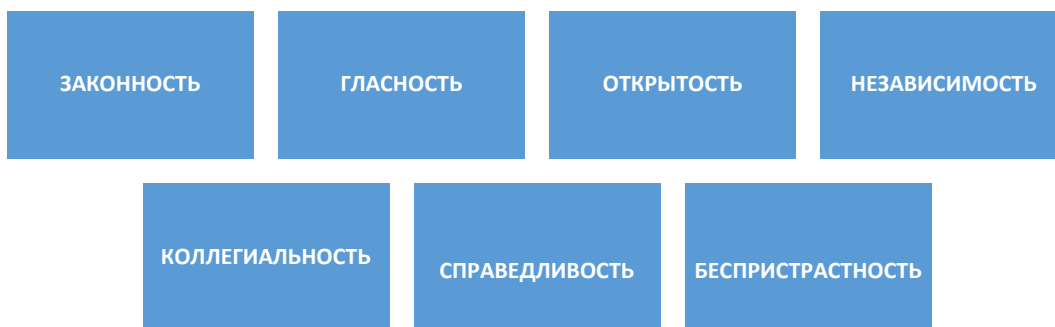 ЗАКОННОСТЬ
ГЛАСНОСТЬ
ОТКРЫТОСТЬ
НЕЗАВИСИМОСТЬ
КОЛЛЕГИАЛЬНОСТЬ
СПРАВЕДЛИВОСТЬ
БЕСПРИСТРАСТНОСТЬ